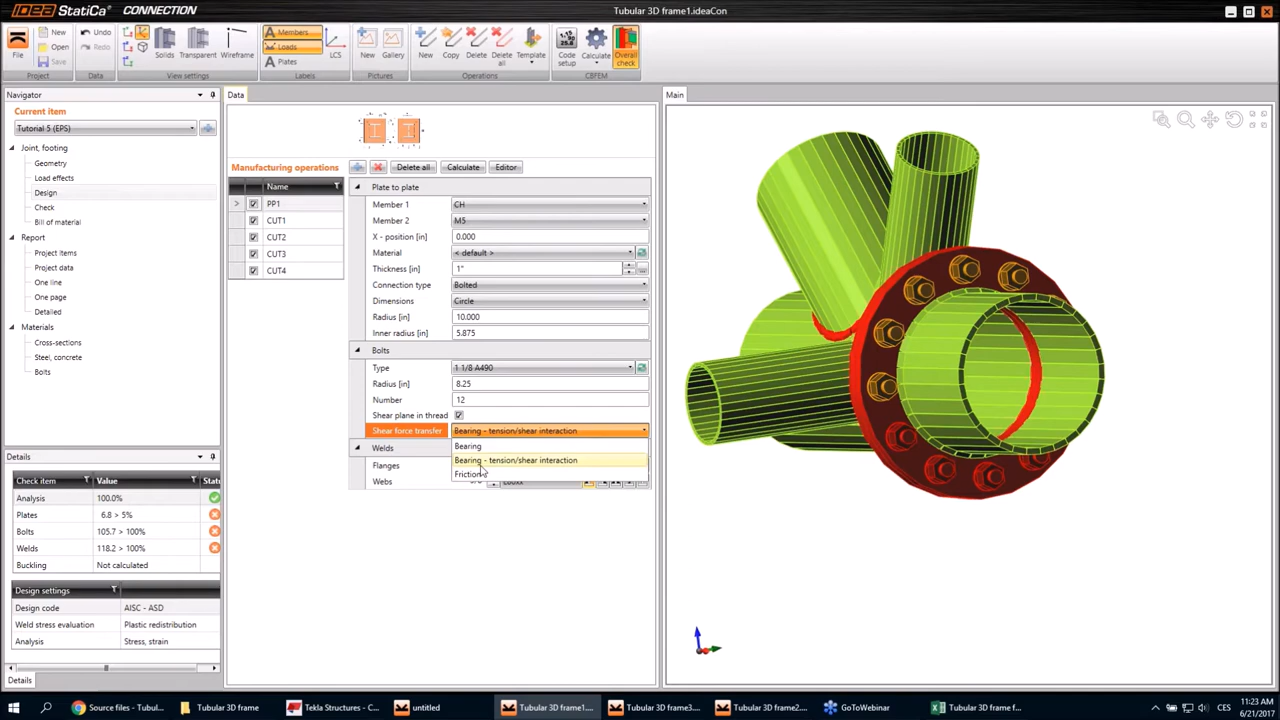 IDEA StatiCa® CONNECTION
Tubular 3D frame1.ideaCon
File
New
Open
Save
Project
Undo
Redo
Data
Solids
Transparent
Wireframe
View settings
Members
Loads
Plates
LCS
Labels
New
Gallery
Pictures
New
Copy
Delete
Delete all
Template
Operations
Code setup
Calculate
Overall check
CBFEM
Navigator
Current item
Tutorial 5 (EPS)
Joint, footing
Geometry
Load effects
Design
Check
Bill of material
Report
Project items
Project data
One line
One page
Detailed
Materials
Cross-sections
Steel, concrete
Bolts
Details
Check item Value Statu
Analysis 100.0%
Plates 6.8 > 5%
Bolts 105.7 > 100%
Welds 118.2 > 100%
Buckling Not calculated
Design settings
Design code AISC - ASD
Weld stress evaluation Plastic redistribution
Analysis Stress, strain
Details
Data
Manufacturing operations
Delete all
Calculate
Editor
Name
PP1
CUT1
CUT2
CUT3
CUT4
Plate to plate
Member 1 CH
Member 2 M5
X - position [in] 0.000
Material < default >
Thickness [in] 1"
Connection type Bolted
Dimensions Circle
Radius [in] 10.000
Inner radius [in] 5.875
Bolts
Type 1 1/8 A490
Radius [in] 8.25
Number 12
Shear plane in thread
Shear force transfer Bearing - tension/shear interaction
Bearing
Bearing - tension/shear interaction
Friction
Welds
Flanges
Webs
Main
Source files - Tubul...
Tubular 3D frame
Tekla Structures - C...
untitled
Tubular 3D frame1....
Tubular 3D frame3....
Tubular 3D frame2....
GoToWebinar
Tubular 3D frame f...
CES
11:23 AM
6/21/2017